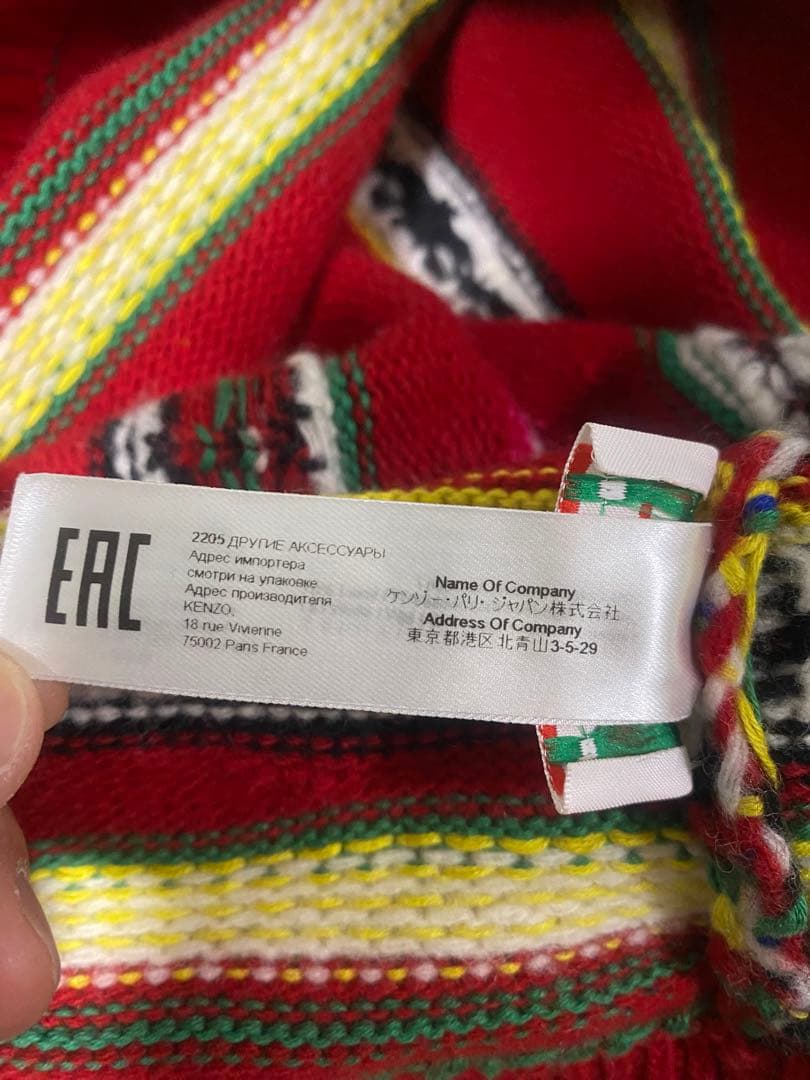 EAC
2205 ДРУГИЕ АКСЕССУАРЫ
Адрес импортера
смотри на упаковке
Адрес производителя
KENZO,
18 rue Vivienne
75002 Paris France
Name Of Company
ケンゾー・パリ・ジャパン株式会社
Address Of Company
東京都港区北青山3-5-29